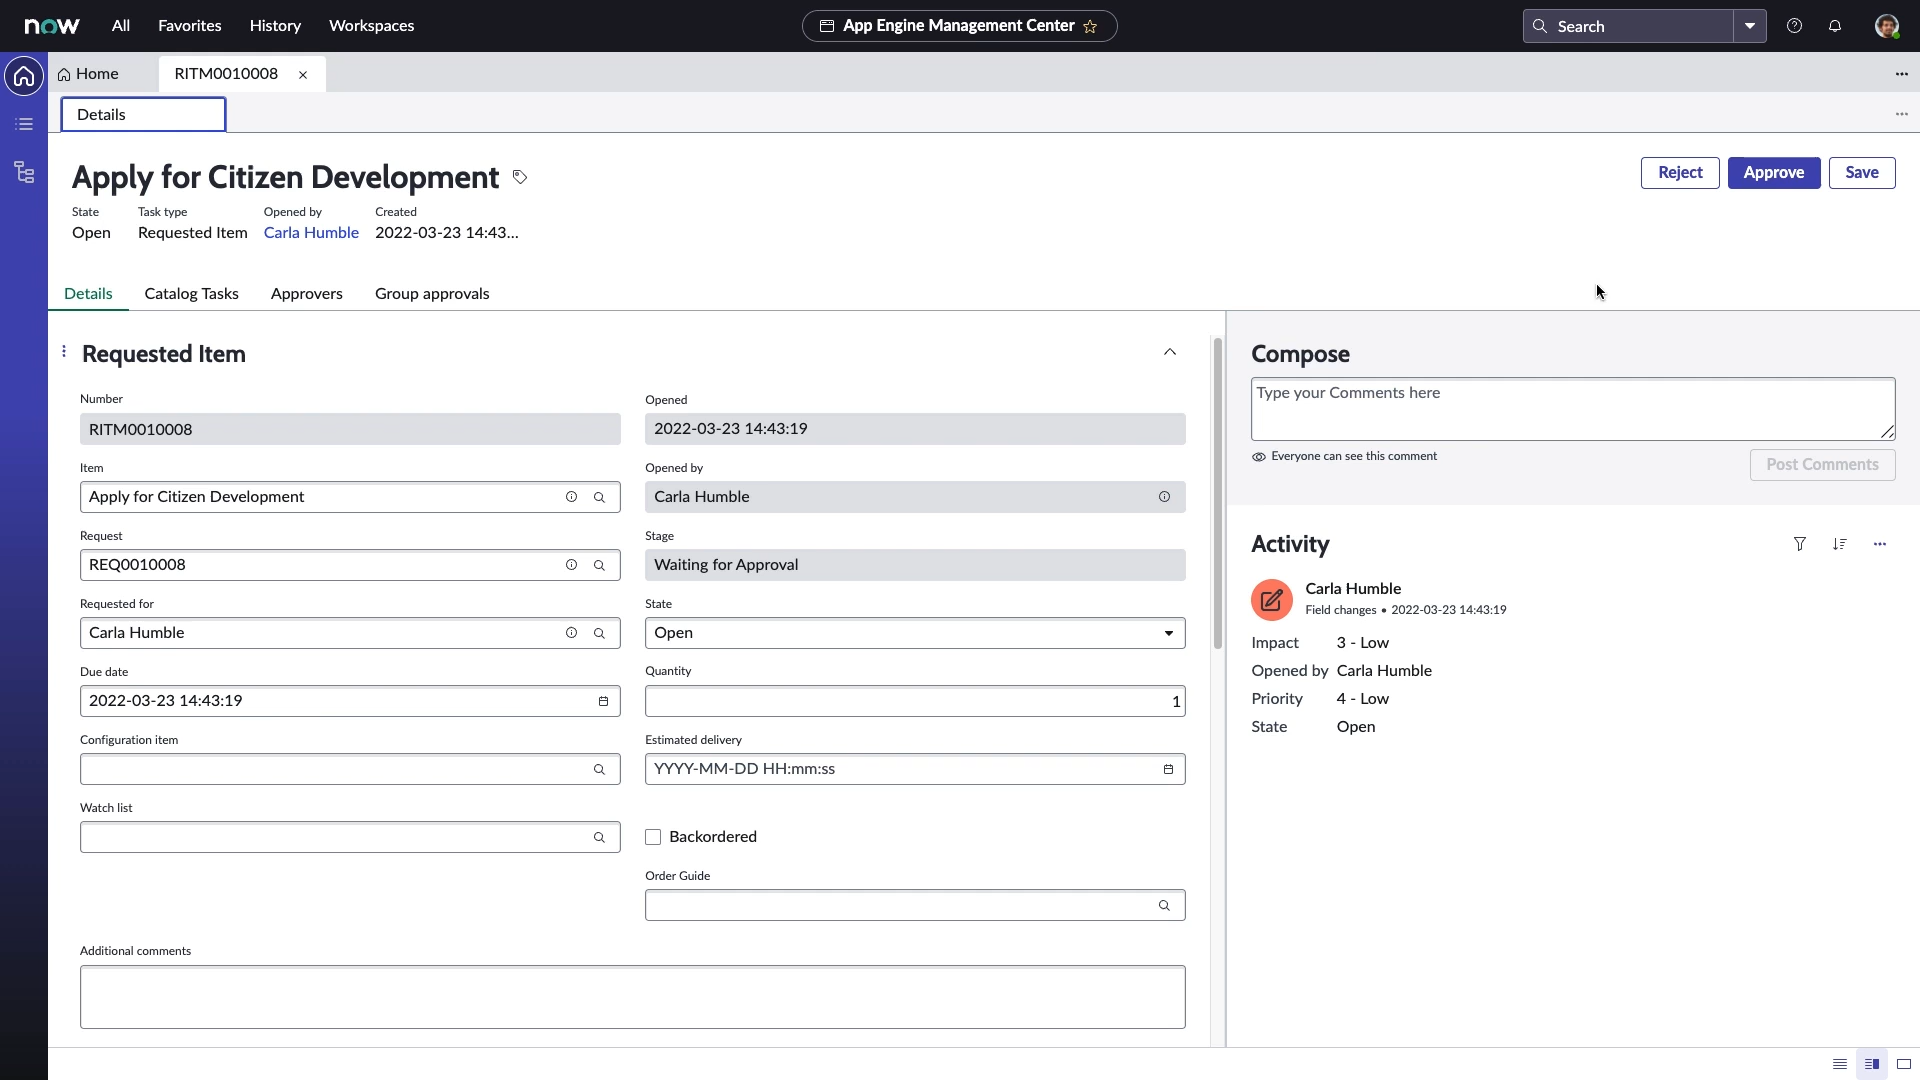 now All Favorites History Workspaces App Engine Management Center Search
Home RITM0010008
Details
Apply for Citizen Development Reject Approve Save
State Task type Opened by Created
Open Requested Item Carla Humble 2022-03-23 14:43...
Details Catalog Tasks Approvers Group approvals
Requested Item
Number
RITM0010008
Opened
2022-03-23 14:43:19
Item
Apply for Citizen Development
Opened by
Carla Humble
Request
REQ0010008
Stage
Waiting for Approval
Requested for
Carla Humble
State
Open
Due date
2022-03-23 14:43:19
Quantity
1
Configuration item
Estimated delivery
YYYY-MM-DD HH:mm:ss
Watch list
Backordered
Order Guide
Additional comments
Compose
Type your Comments here
Everyone can see this comment
Post Comments
Activity
Carla Humble
Field changes • 2022-03-23 14:43:19
Impact 3 - Low
Opened by Carla Humble
Priority 4 - Low
State Open